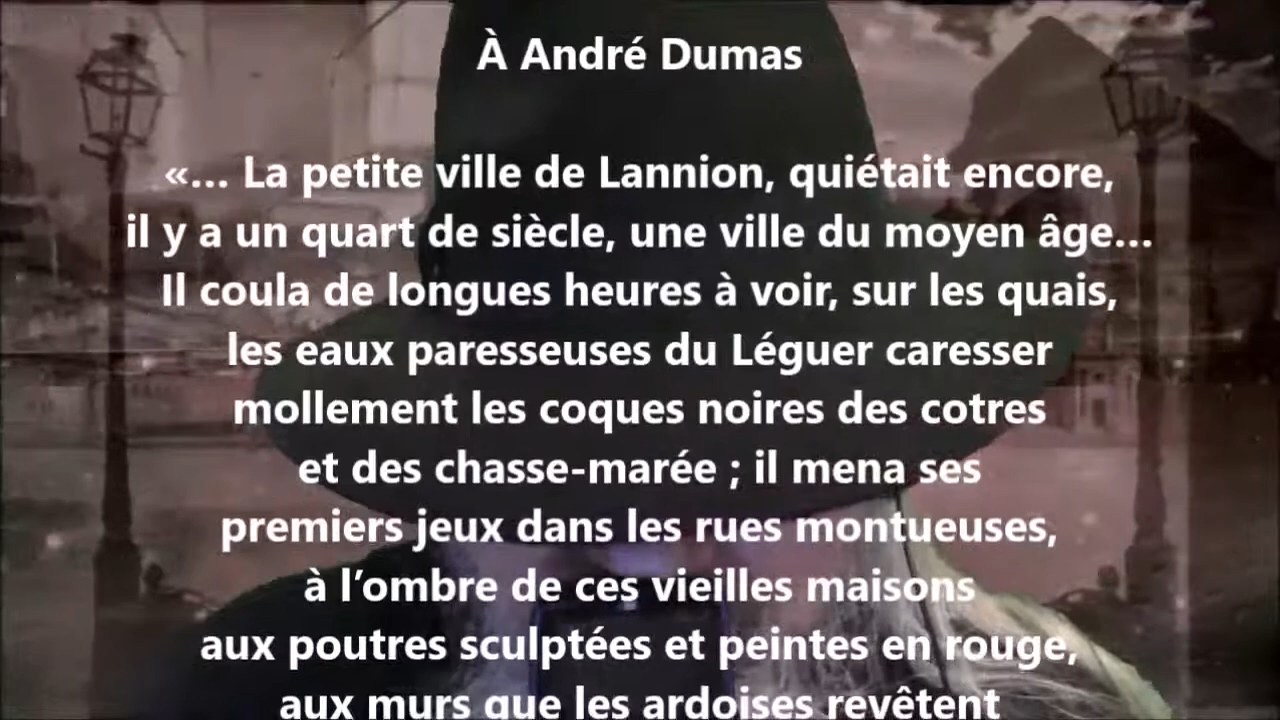 À André Dumas
«... La petite ville de Lannion, quiétait encore,
il y a un quart de siècle, une ville du moyen âge...
Il coula de longues heures à voir, sur les quais,
les eaux paresseuses du Léguer caresser
mollement les coques noires des cotres
et des chasse-marée ; il mena ses
premiers jeux dans les rues montueuses,
à l’ombre de ces vieilles maisons
aux poutres sculptées et peintes en rouge,
aux murs que les ardoises revêtent